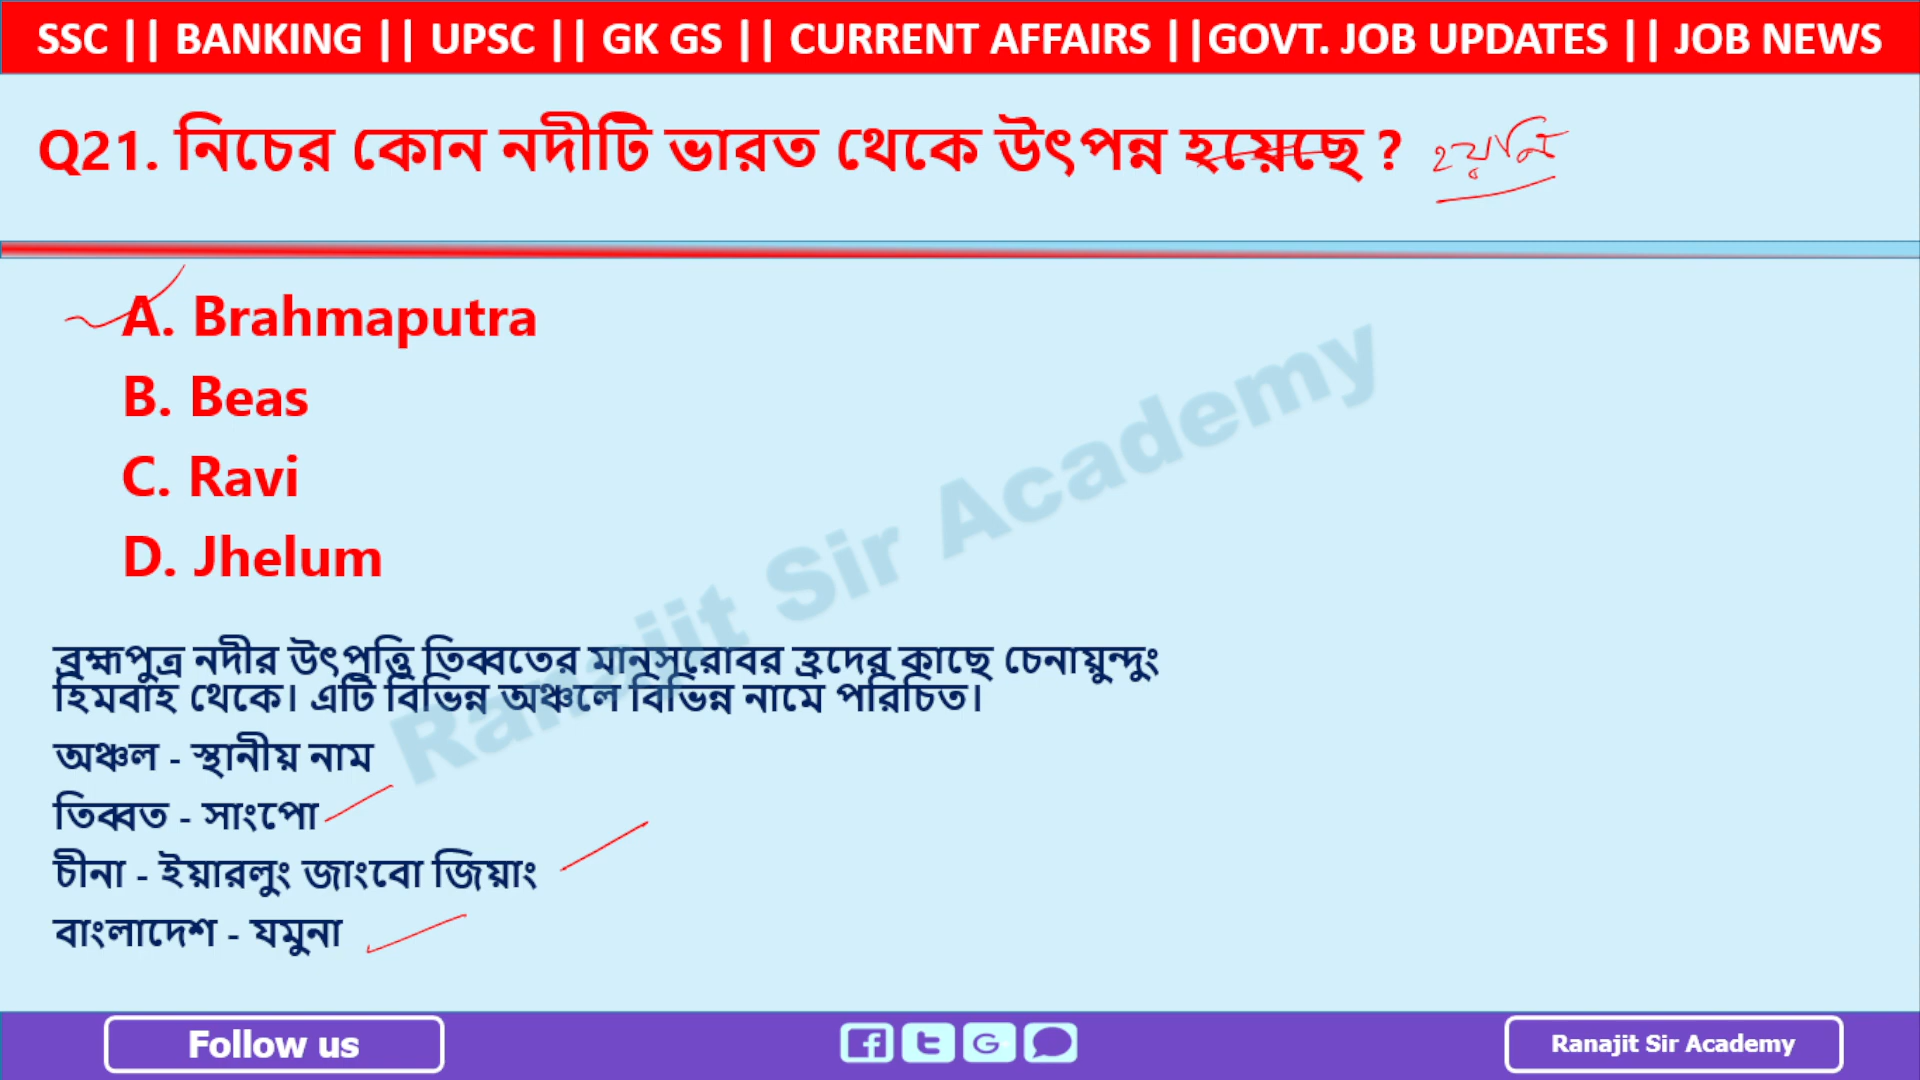 SSC || BANKING || UPSC || GK GS || CURRENT AFFAIRS ||GOVT. JOB UPDATES || JOB NEWS
Q21. নিচের কোন নদীটি ভারত থেকে উৎপন্ন হয়েছে ? হয়নি
A. Brahmaputra
B. Beas
C. Ravi
D. Jhelum
Ranajit Sir Academy
ব্রহ্মপুত্র নদীর উৎপত্তি তিব্বতের মানসরোবর হ্রদের কাছে চেনায়ুন্দুং
হিমবাহ থেকে। এটি বিভিন্ন অঞ্চলে বিভিন্ন নামে পরিচিত।
অঞ্চল - স্থানীয় নাম
তিব্বত - সাংপো
চীনা - ইয়ারলুং জাংবো জিয়াং
বাংলাদেশ - যমুনা
Follow us
Ranajit Sir Academy